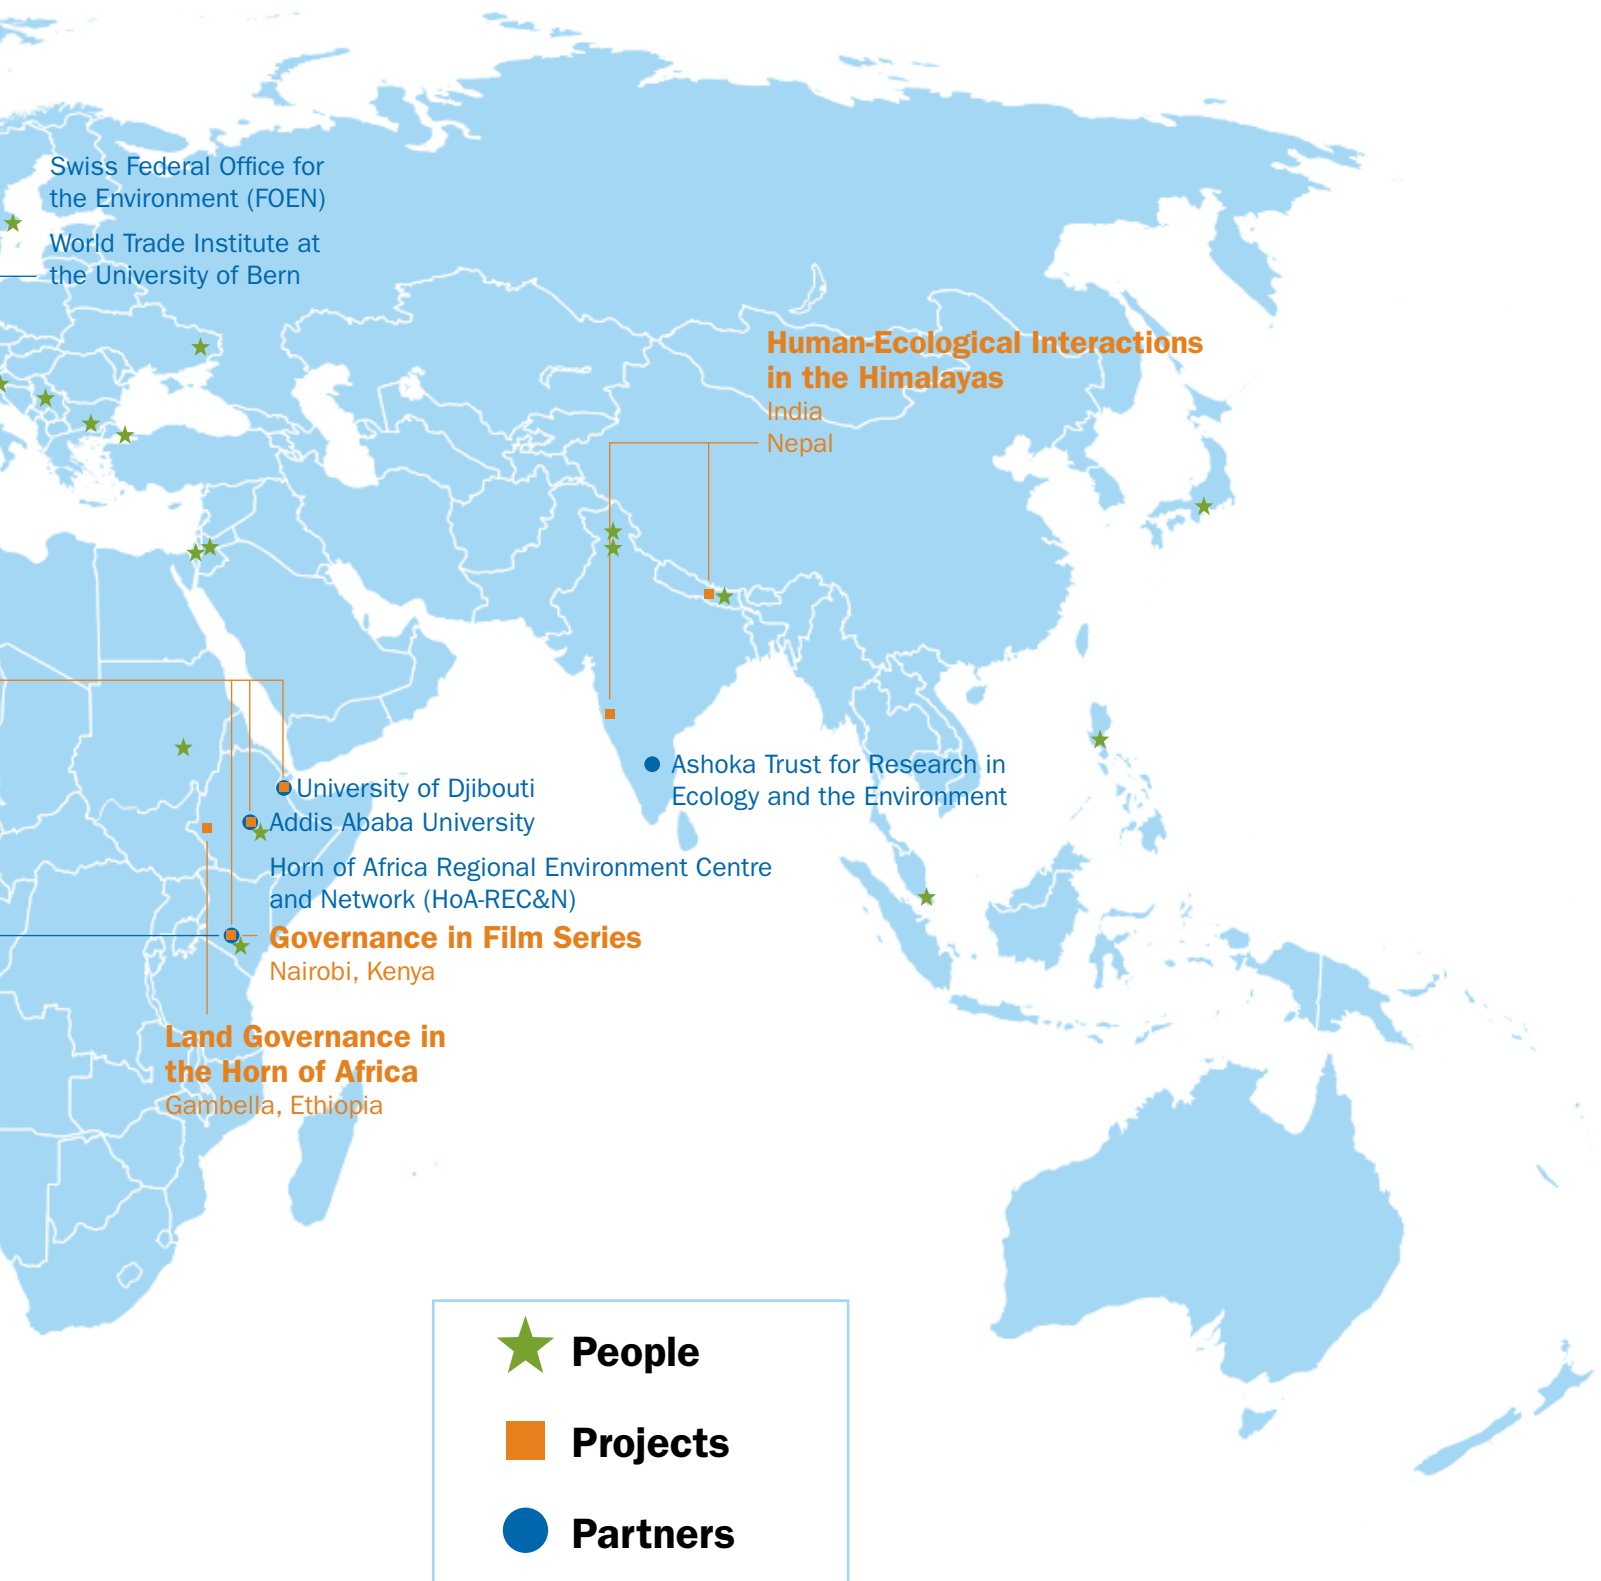 Swiss Federal Office for
the Environment (FOEN)
World Trade Institute at
the University of Bern
Human-Ecological Interactions
in the Himalayas
India
Nepal
Ashoka Trust for Research in
Ecology and the Environment
University of Djibouti
Addis Ababa University
Horn of Africa Regional Environment Centre
and Network (HoA-REC&N)
Governance in Film Series
Nairobi, Kenya
Land Governance in
the Horn of Africa
Gambella, Ethiopia
People
Projects
Partners